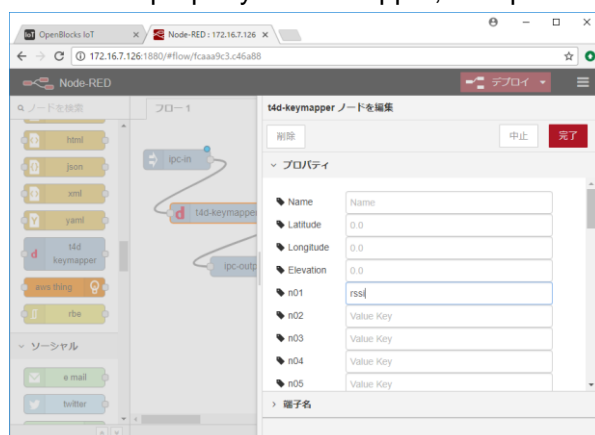 OpenBlocks IoT
Node-RED : 172.16.7.126
172.16.7.126:1880/#flow/fcaaa9c3.c46a88
Node-RED
デプロイ
ノードを検索
フロー 1
t4d-keymapper ノードを編集
削除
中止
完了
プロパティ
html
json
xml
yaml
t4d
keymapper
aws thing
rbe
ソーシャル
e mail
twitter
ipc-in
t4d-keymapper
ipc-outp
Name
Name
Latitude
0.0
Longitude
0.0
Elevation
0.0
n01
rssi
n02
Value Key
n03
Value Key
n04
Value Key
n05
Value Key
端子名